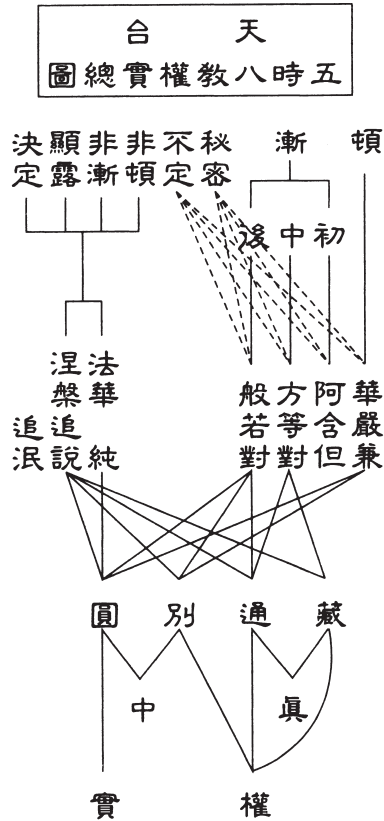 天台
五時八教權實總圖
頓
漸
秘密
不定
非頓
非漸
顯露
決定
初
中
後
華嚴兼
阿含但
方等對
般若對
法華 純
涅槃追說
追泯
藏
通
別
圓
眞
中
權
實